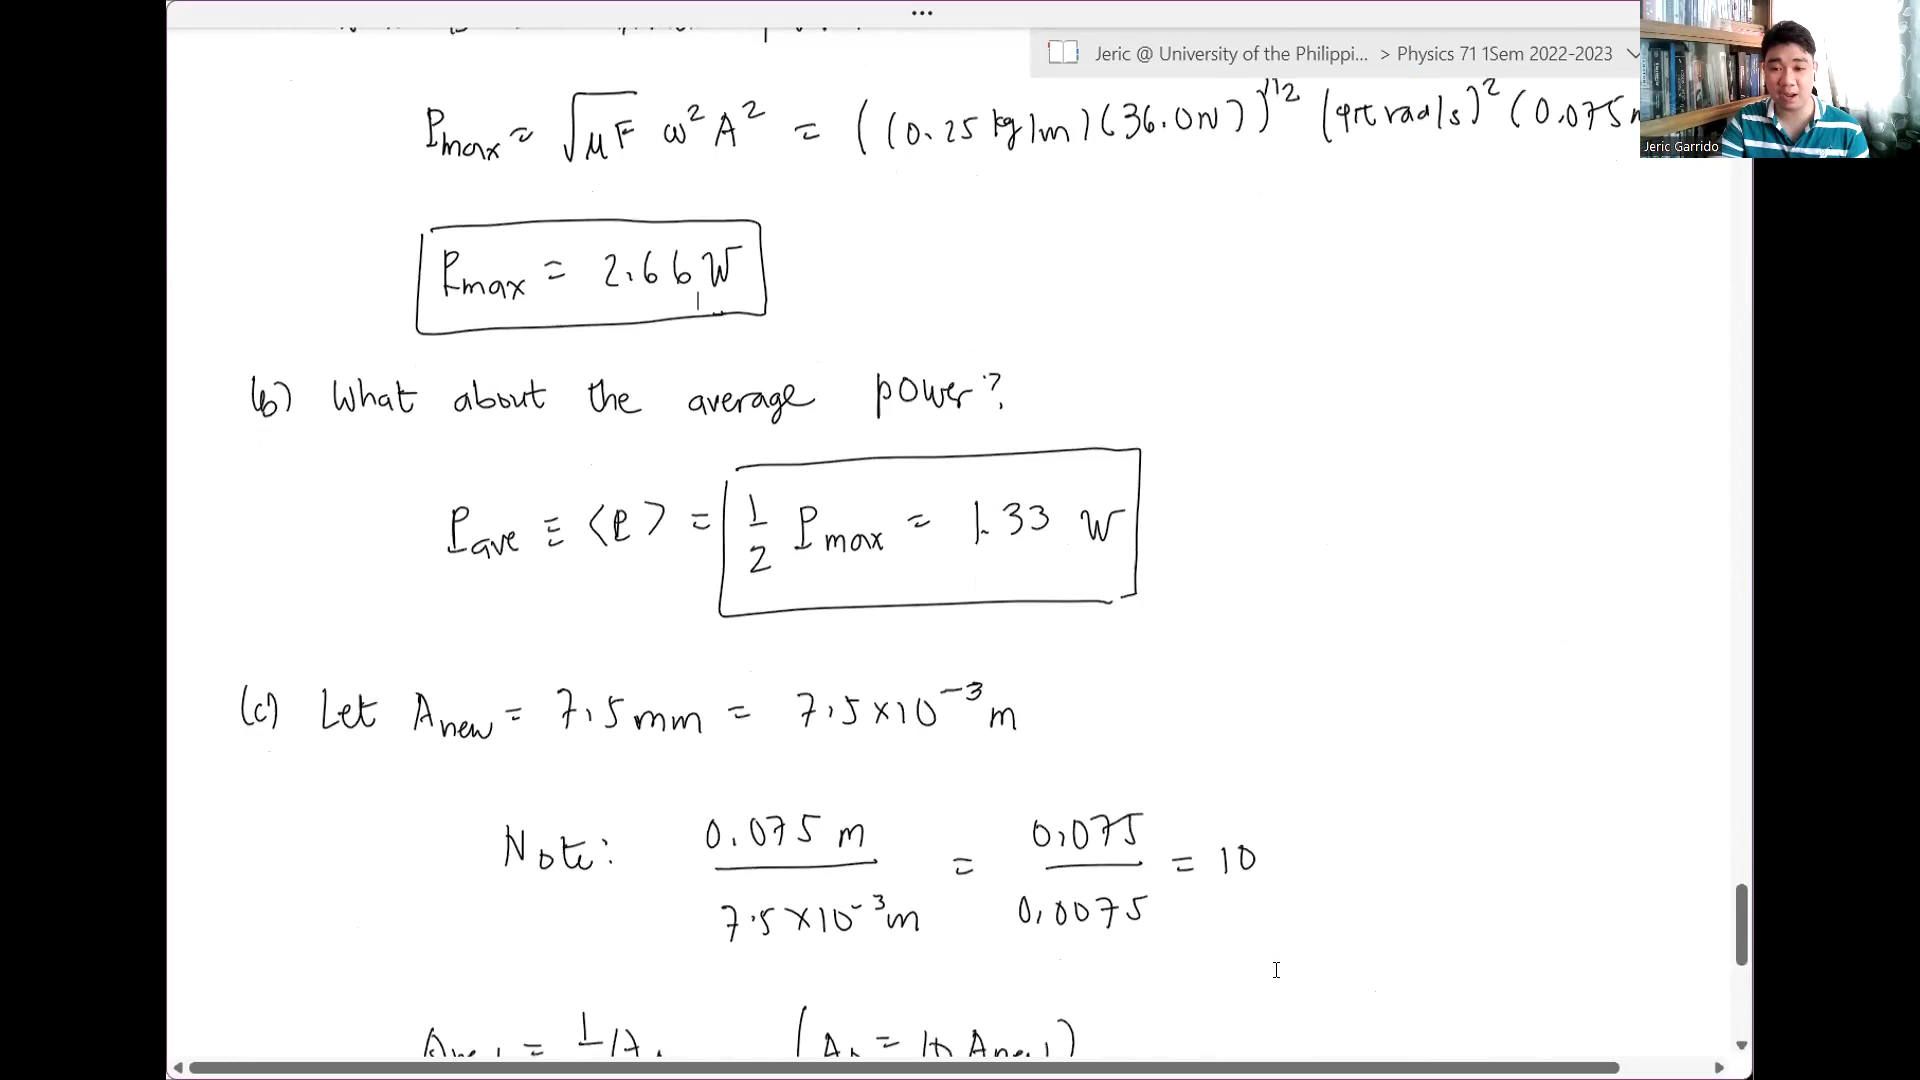 ...
Jeric @ University of the Philippi... > Physics 71 1Sem 2022-2023
Pmax = √μF ω² A² = ((0.25 kg/m)(36.0N))^1/2 (4π rad/s)² (0.075
Jeric Garrido
Pmax = 2.66 W
(b) What about the average power?
Pave ≡ ⟨P⟩ = 1/2 Pmax = 1.33 W
(c) Let Anew = 7.5mm = 7.5×10⁻³ m
Note: 0.075 m / 7.5×10⁻³ m = 0.075 / 0.0075 = 10